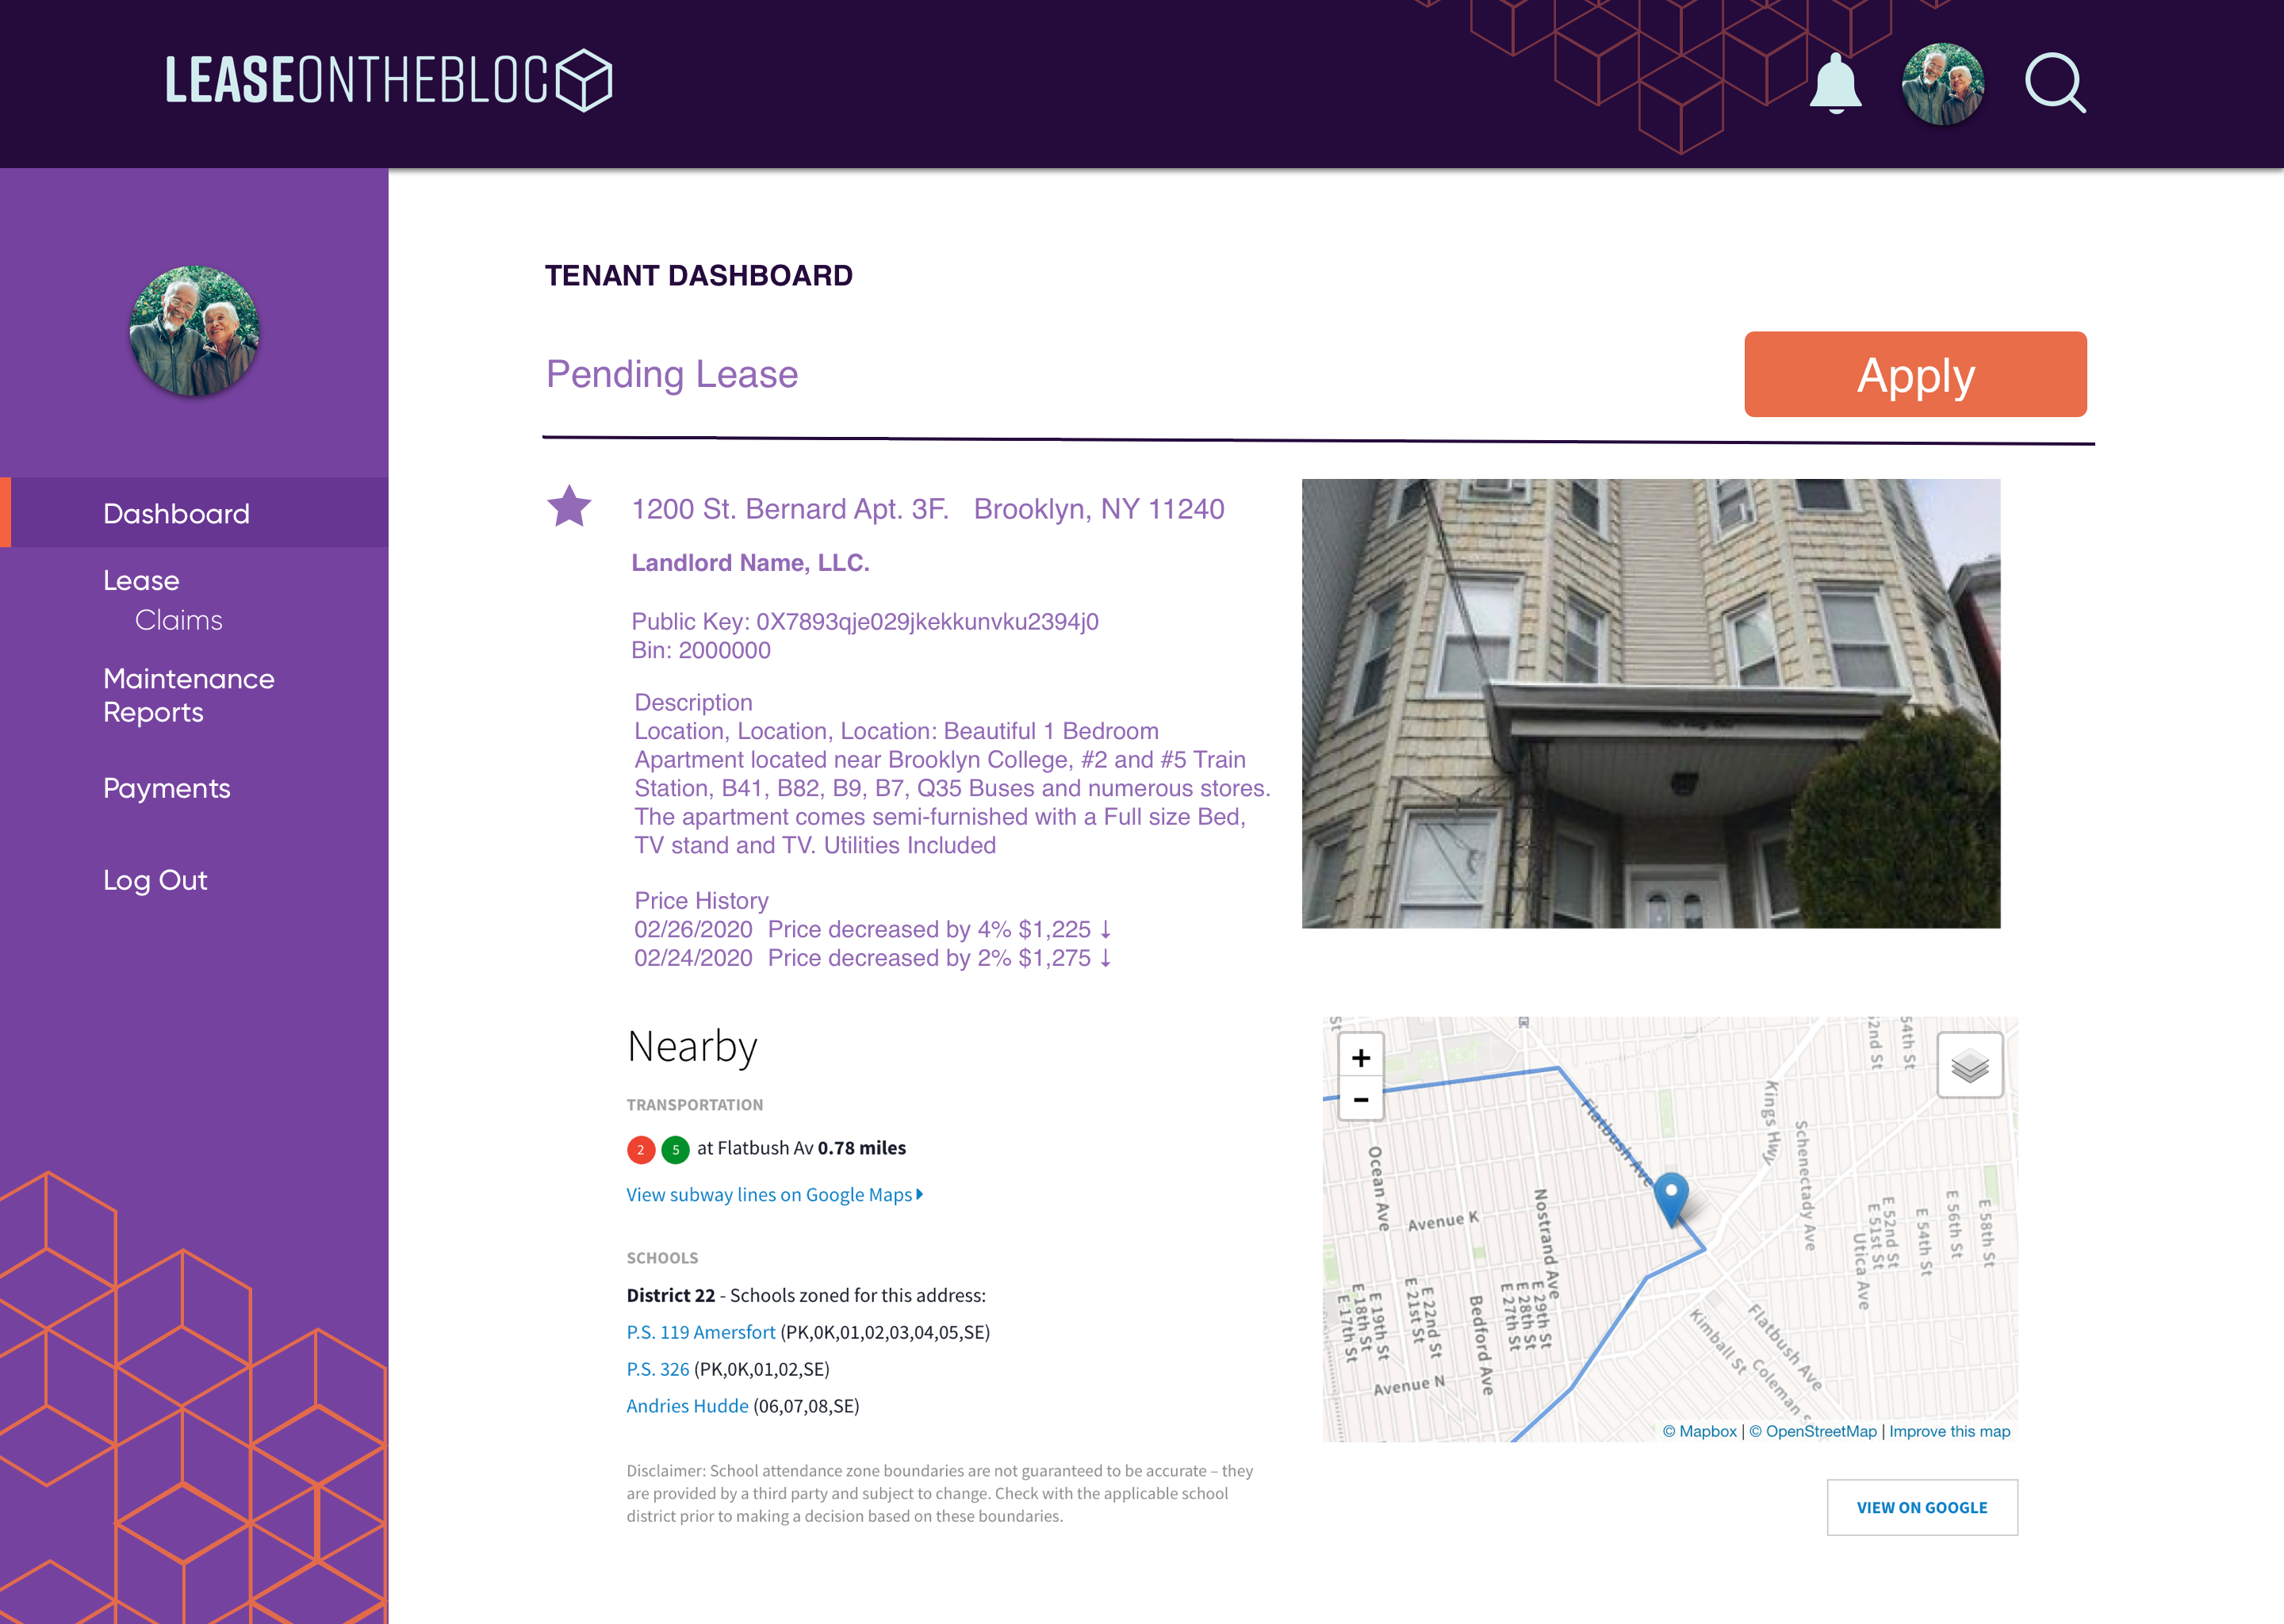 LEASEONTHEBLOC
TENANT DASHBOARD
Pending Lease
Apply
Dashboard
Lease
Claims
Maintenance
Reports
Payments
Log Out
1200 St. Bernard Apt. 3F. Brooklyn, NY 11240
Landlord Name, LLC.
Public Key: 0X7893qje029jkekkunvku2394j0
Bin: 2000000
Description
Location, Location, Location: Beautiful 1 Bedroom
Apartment located near Brooklyn College, #2 and #5 Train
Station, B41, B82, B9, B7, Q35 Buses and numerous stores.
The apartment comes semi-furnished with a Full size Bed,
TV stand and TV. Utilities Included
Price History
02/26/2020 Price decreased by 4% $1,225 ↓
02/24/2020 Price decreased by 2% $1,275 ↓
Nearby
TRANSPORTATION
2 5 at Flatbush Av 0.78 miles
View subway lines on Google Maps
SCHOOLS
District 22 - Schools zoned for this address:
P.S. 119 Amersfort (PK,0K,01,02,03,04,05,SE)
P.S. 326 (PK,0K,01,02,SE)
Andries Hudde (06,07,08,SE)
Disclaimer: School attendance zone boundaries are not guaranteed to be accurate – they
are provided by a third party and subject to change. Check with the applicable school
district prior to making a decision based on these boundaries.
+
−
St
2nd St
54th St
Flatbush Ave
Kings Hwy
Schenectady Ave
Ocean Ave
Avenue K
Nostrand Ave
E 51st St
E 52nd St
E 54th St
E 56th St
E 58th St
Utica Ave
E 17th St
E 18th St
E 19th St
E 21st St
E 22nd St
Bedford Ave
E 27th St
E 28th St
E 29th St
Avenue N
Kimball St
Flatbush Ave
Coleman S
© Mapbox | © OpenStreetMap | Improve this map
VIEW ON GOOGLE